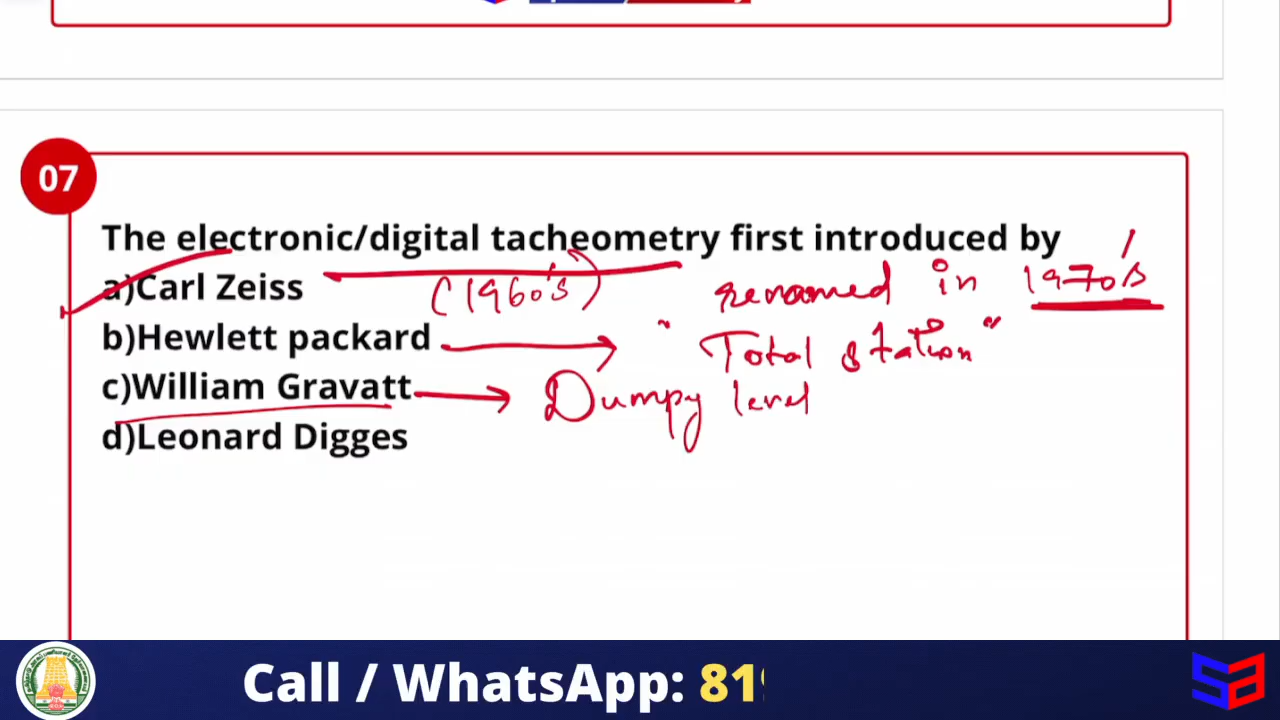 07
The electronic/digital tacheometry first introduced by
a)Carl Zeiss (1960's) renamed in 1970's
b)Hewlett packard → "Total station"
c)William Gravatt → Dumpy level
d)Leonard Digges
Call / WhatsApp: 81